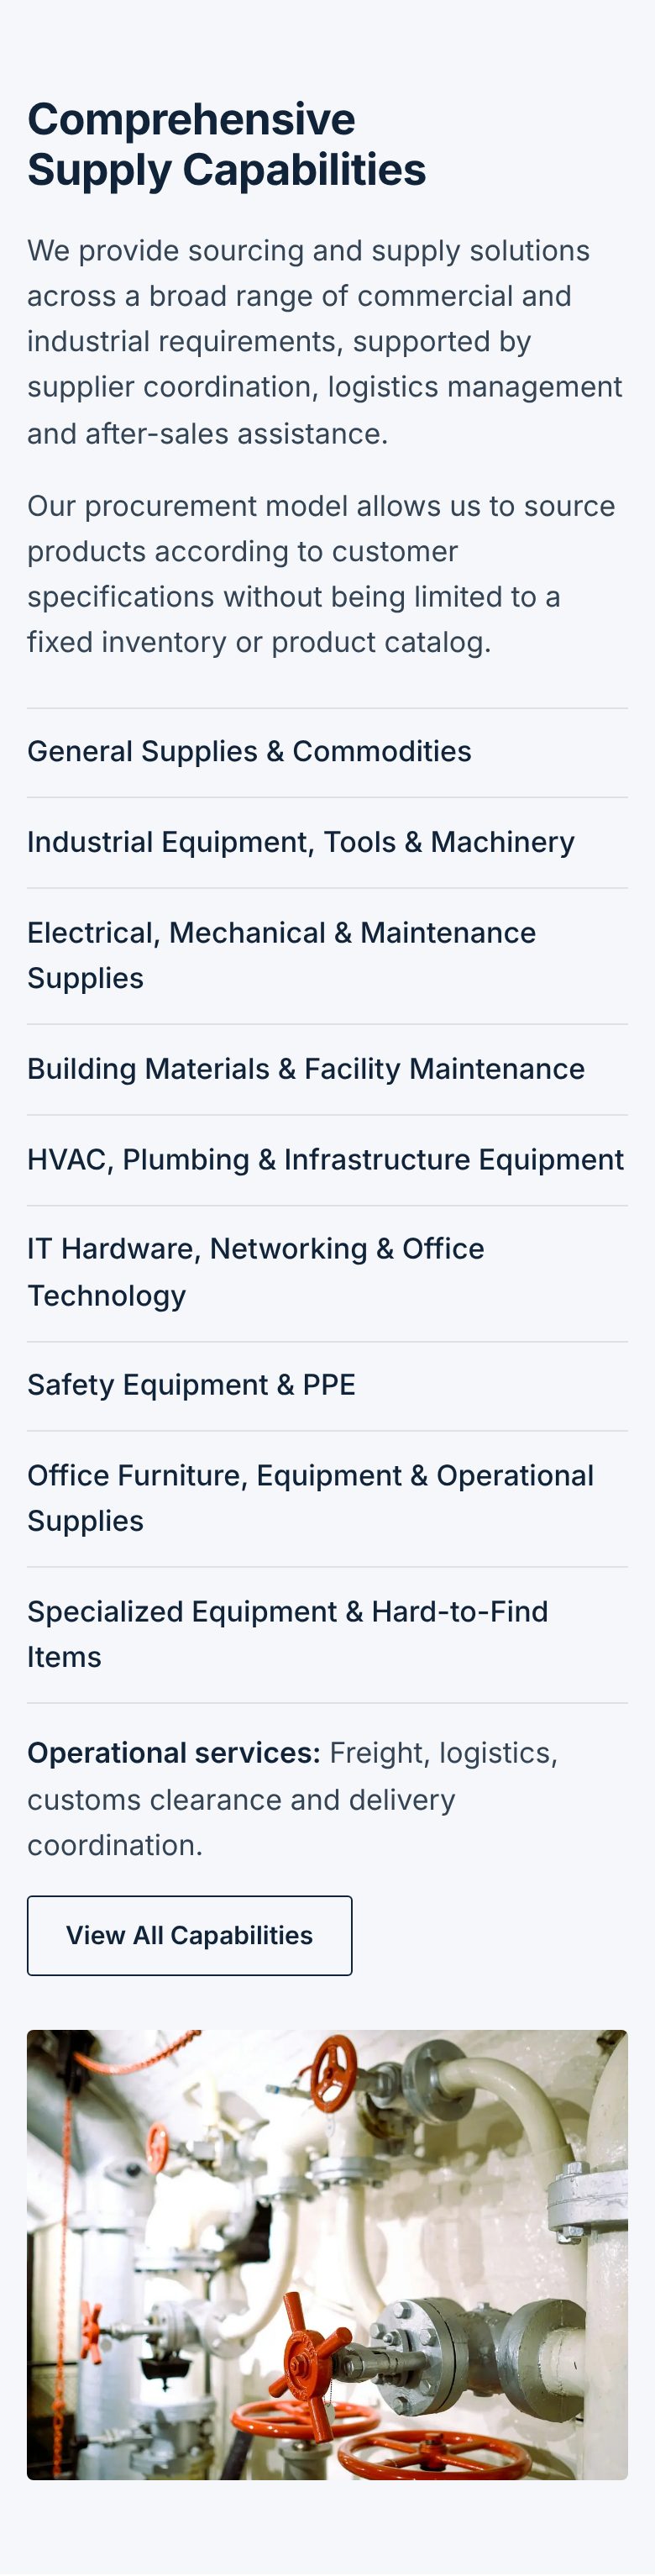 Comprehensive
Supply Capabilities
We provide sourcing and supply solutions
across a broad range of commercial and
industrial requirements, supported by
supplier coordination, logistics management
and after-sales assistance.
Our procurement model allows us to source
products according to customer
specifications without being limited to a
fixed inventory or product catalog.
General Supplies & Commodities
Industrial Equipment, Tools & Machinery
Electrical, Mechanical & Maintenance
Supplies
Building Materials & Facility Maintenance
HVAC, Plumbing & Infrastructure Equipment
IT Hardware, Networking & Office
Technology
Safety Equipment & PPE
Office Furniture, Equipment & Operational
Supplies
Specialized Equipment & Hard-to-Find
Items
Operational services: Freight, logistics,
customs clearance and delivery
coordination.
View All Capabilities